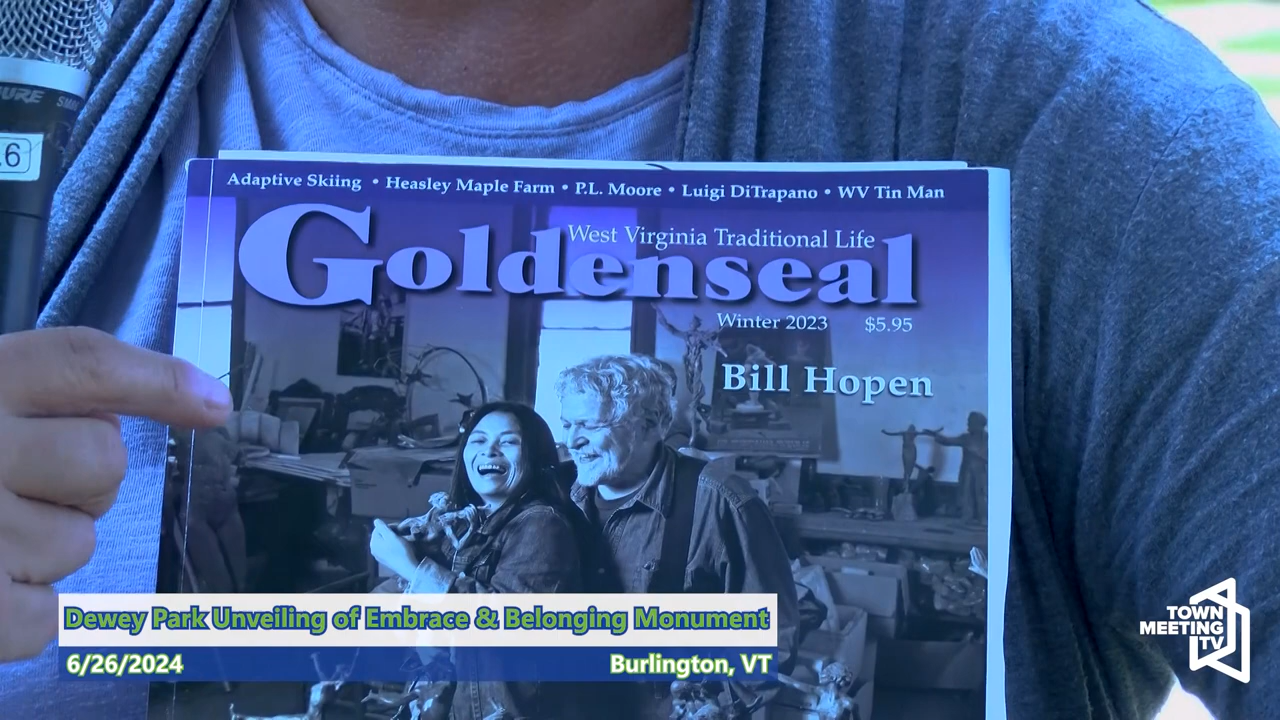 Adaptive Skiing • Heasley Maple Farm • P.L. Moore • Luigi DiTrapano • WV Tin Man
West Virginia Traditional Life
Goldenseal
Winter 2023 $5.95
Bill Hopen
.6
Dewey Park Unveiling of Embrace & Belonging Monument
6/26/2024 Burlington, VT
TOWN
MEETING
TV